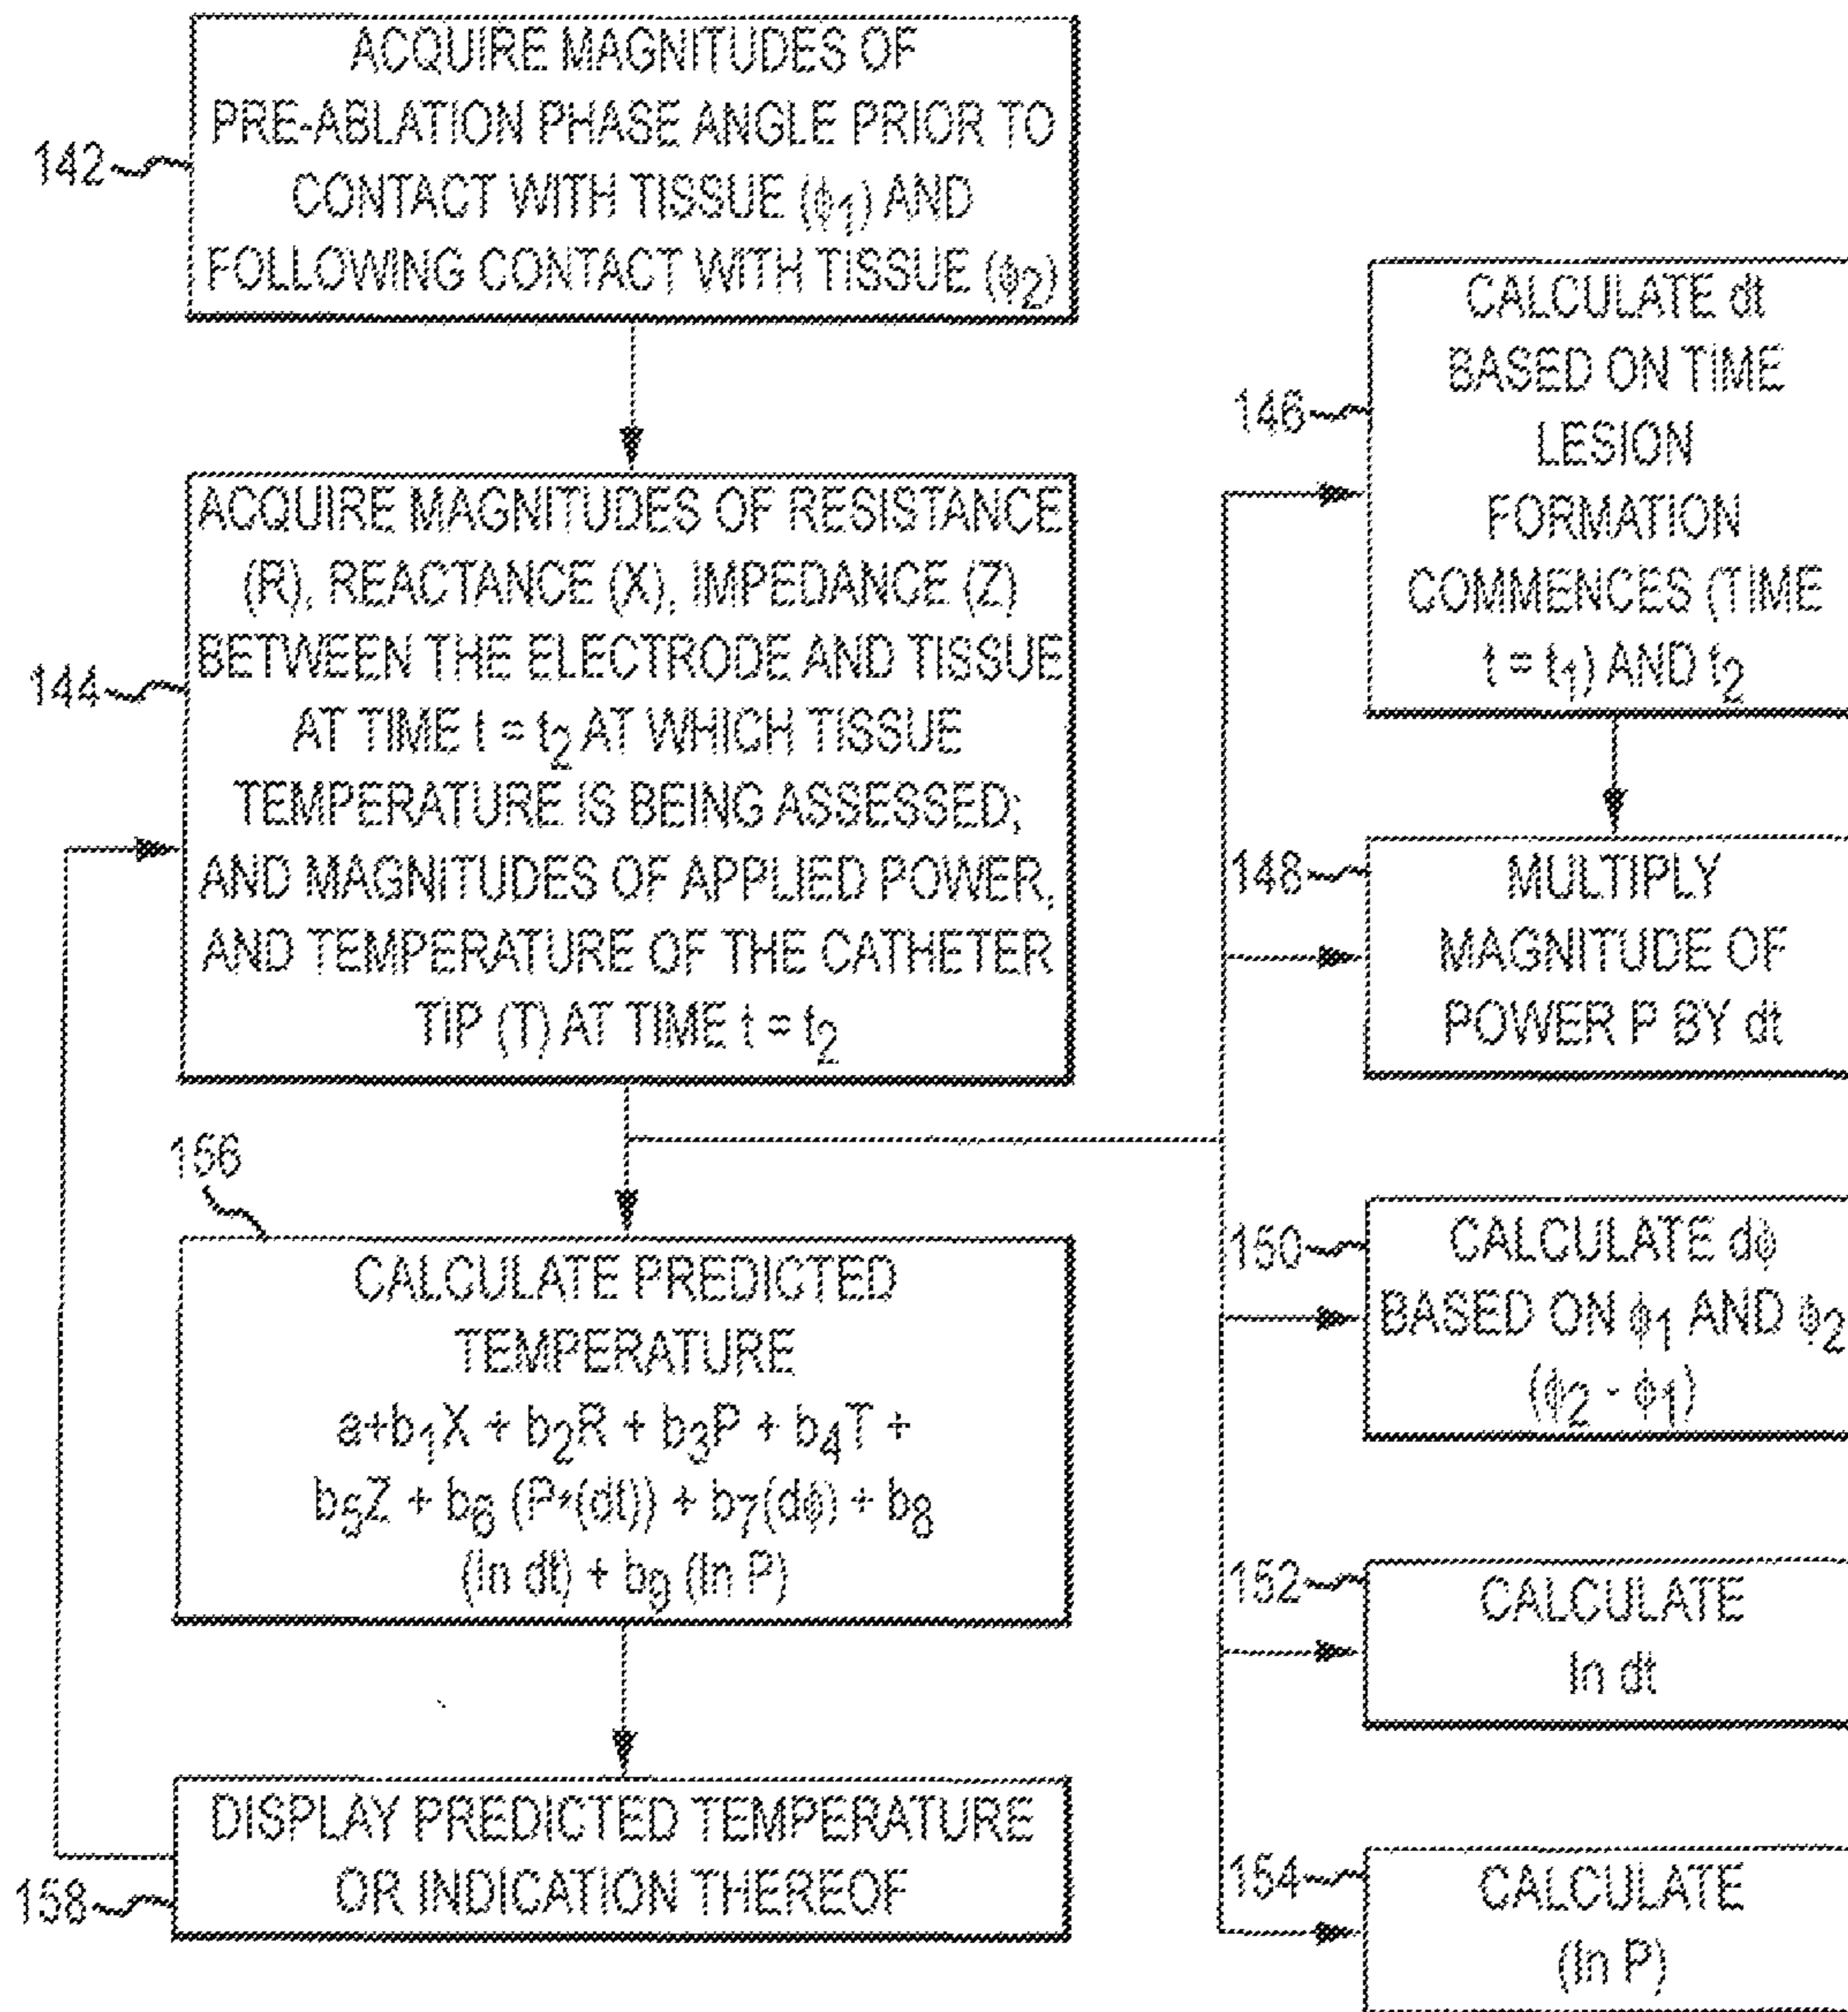 142
ACQUIRE MAGNITUDES OF
PRE-ABLATION PHASE ANGLE PRIOR TO
CONTACT WITH TISSUE (ϕ1) AND
FOLLOWING CONTACT WITH TISSUE (ϕ2)
144
ACQUIRE MAGNITUDES OF RESISTANCE
(R), REACTANCE (X), IMPEDANCE (Z)
BETWEEN THE ELECTRODE AND TISSUE
AT TIME t = t2 AT WHICH TISSUE
TEMPERATURE IS BEING ASSESSED;
AND MAGNITUDES OF APPLIED POWER,
AND TEMPERATURE OF THE CATHETER
TIP (T) AT TIME t = t2
156
CALCULATE PREDICTED
TEMPERATURE
a+b1X + b2R + b3P + b4T +
b5Z + b6 (P*(dt)) + b7(dϕ) + b8
(ln dt) + b9 (ln P)
158
DISPLAY PREDICTED TEMPERATURE
OR INDICATION THEREOF
146
CALCULATE dt
BASED ON TIME
LESION
FORMATION
COMMENCES (TIME
t = t1) AND t2
148
MULTIPLY
MAGNITUDE OF
POWER P BY dt
150
CALCULATE dϕ
BASED ON ϕ1 AND ϕ2
(ϕ2 - ϕ1)
152
CALCULATE
ln dt
154
CALCULATE
(ln P)